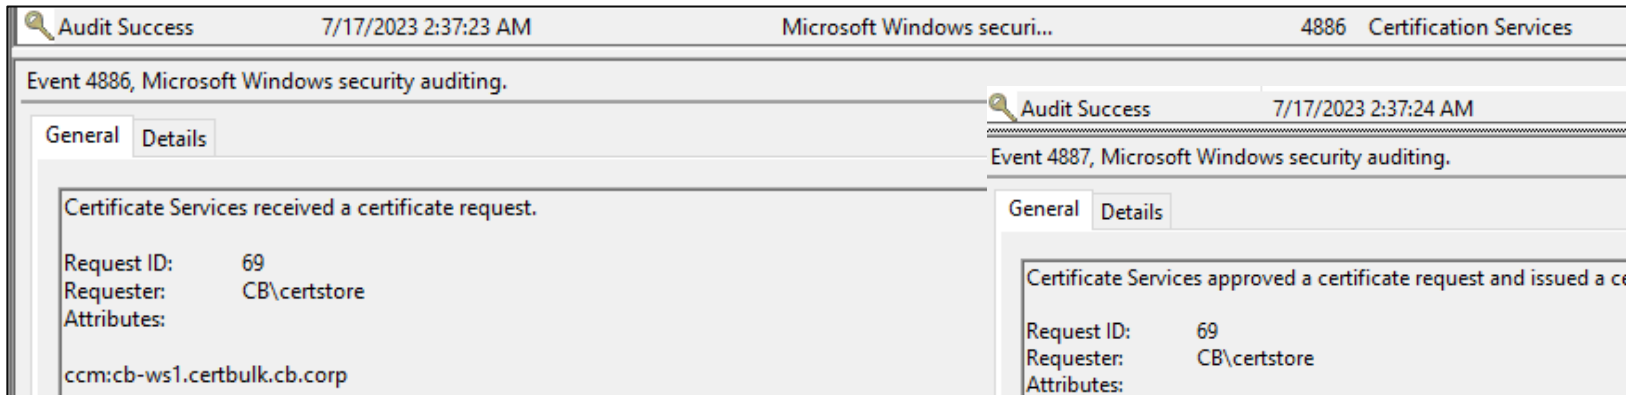 Audit Success 7/17/2023 2:37:23 AM Microsoft Windows securi... 4886 Certification Services
Event 4886, Microsoft Windows security auditing.
General Details
Certificate Services received a certificate request.
Request ID: 69
Requester: CB\certstore
Attributes:
ccm:cb-ws1.certbulk.cb.corp
Audit Success 7/17/2023 2:37:24 AM
Event 4887, Microsoft Windows security auditing.
General Details
Certificate Services approved a certificate request and issued a ce
Request ID: 69
Requester: CB\certstore
Attributes: